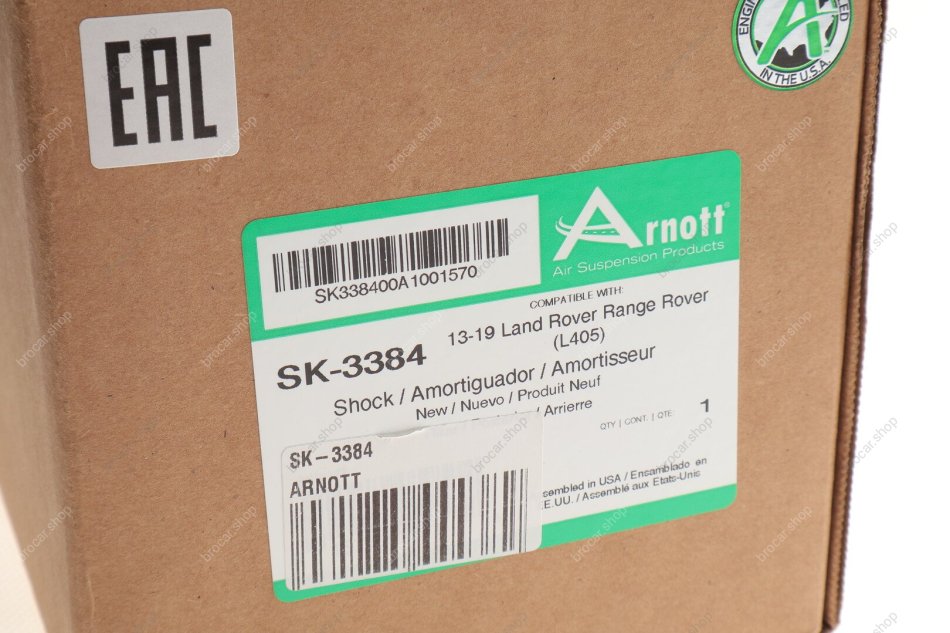 EAC
IN THE U.S.A.
Arnott®
Air Suspension Products
SK338400A1001570
COMPATIBLE WITH:
13-19 Land Rover Range Rover
(L405)
SK-3384
Shock / Amortiguador / Amortisseur
New / Nuevo / Produit Neuf
/ Arrierre
QTY | CONT. | QTE: 1
SK-3384
ARNOTT
sembled in USA / Ensamblado en
EE.UU. / Assemblé aux Etats-Unis
brocar.shop